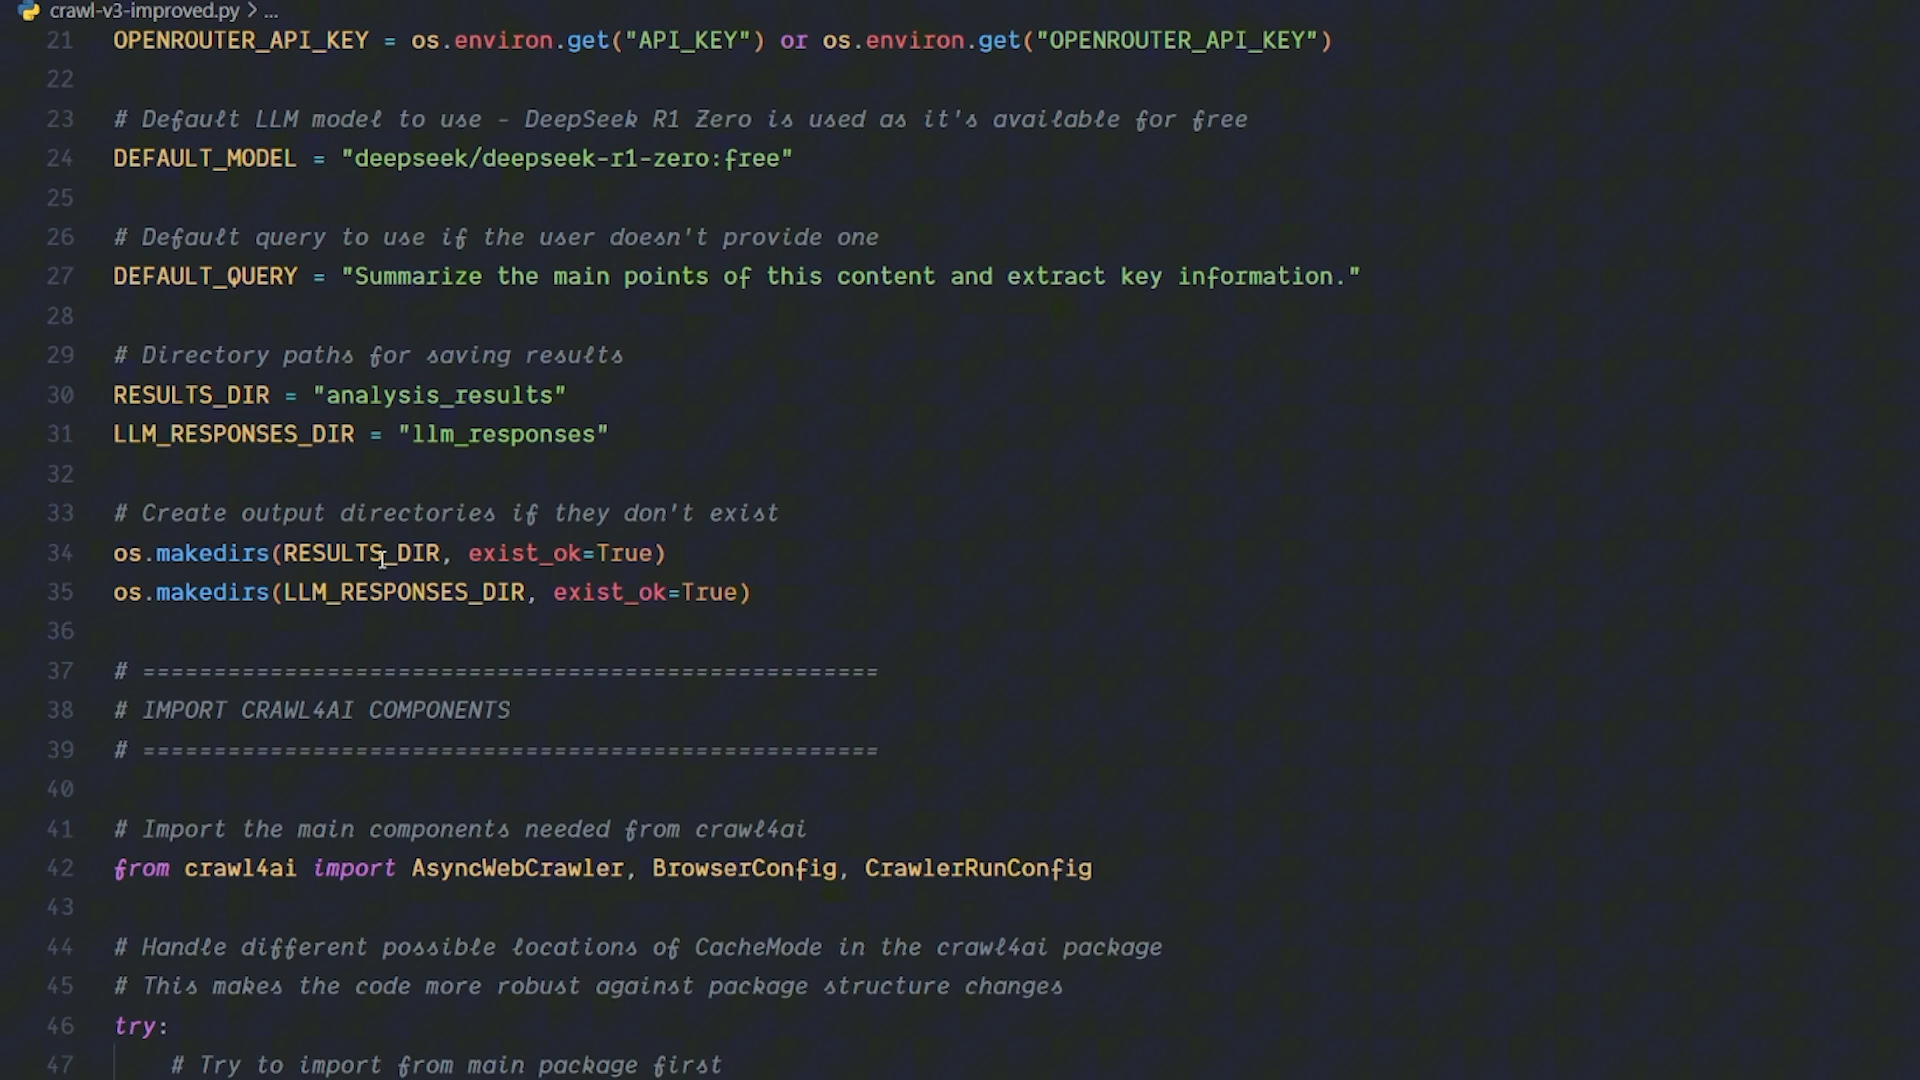 crawl-v3-improved.py > ...
21 OPENROUTER_API_KEY = os.environ.get("API_KEY") or os.environ.get("OPENROUTER_API_KEY")
22
23 # Default LLM model to use - DeepSeek R1 Zero is used as it's available for free
24 DEFAULT_MODEL = "deepseek/deepseek-r1-zero:free"
25
26 # Default query to use if the user doesn't provide one
27 DEFAULT_QUERY = "Summarize the main points of this content and extract key information."
28
29 # Directory paths for saving results
30 RESULTS_DIR = "analysis_results"
31 LLM_RESPONSES_DIR = "llm_responses"
32
33 # Create output directories if they don't exist
34 os.makedirs(RESULTS_DIR, exist_ok=True)
35 os.makedirs(LLM_RESPONSES_DIR, exist_ok=True)
36
37 # ====================================================
38 # IMPORT CRAWL4AI COMPONENTS
39 # ====================================================
40
41 # Import the main components needed from crawl4ai
42 from crawl4ai import AsyncWebCrawler, BrowserConfig, CrawlerRunConfig
43
44 # Handle different possible locations of CacheMode in the crawl4ai package
45 # This makes the code more robust against package structure changes
46 try:
47     # Try to import from main package first